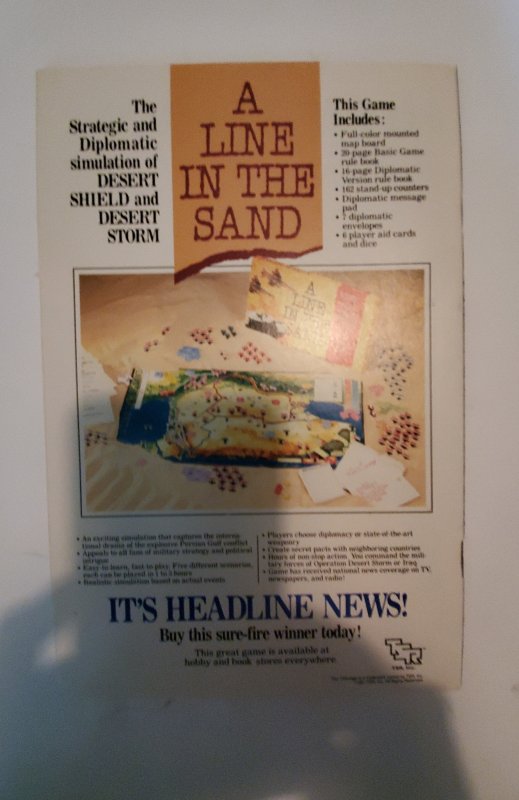 The
Strategic and
Diplomatic
simulation of
DESERT
SHIELD and
DESERT
STORM
A
LINE
IN THE
SAND
This Game
Includes:
• Full-color mounted
map board
• 20-page Basic Game
rule book
• 16-page Diplomatic
Version rule book
• 162 stand-up counters
• Diplomatic message
pad
• 7 diplomatic
envelopes
• 6 player aid cards
and dice
A
LINE
IN
• An exciting simulation that captures the interna-
tional drama of the explosive Persian Gulf conflict
• Appeals to all fans of military strategy and political
intrigue
• Easy to learn, fast to play. Five different scenarios,
each can be played in 1 to 3 hours
• Realistic simulation based on actual events
• Players choose diplomacy or state-of-the-art
weaponry
• Create secret pacts with neighboring countries
• Hours of non-stop action. You command the mili-
tary forces of Operation Desert Storm or Iraq
• Game has received national news coverage on TV,
newspapers, and radio!
IT'S HEADLINE NEWS!
Buy this sure-fire winner today!
This great game is available at
hobby and book stores everywhere
TSR
TSR, Inc.